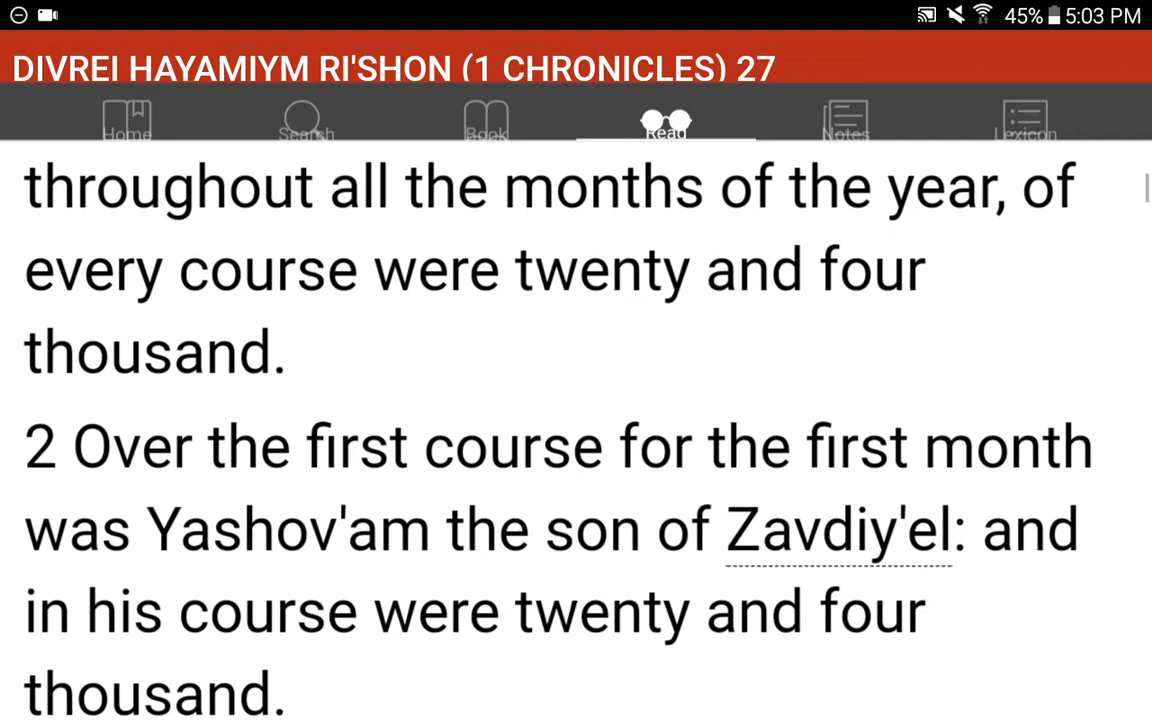 45% 5:03 PM
DIVREI HAYAMIYM RI'SHON (1 CHRONICLES) 27
Home Search Book Read Notes Lexicon
throughout all the months of the year, of
every course were twenty and four
thousand.
2 Over the first course for the first month
was Yashov'am the son of Zavdiy'el: and
in his course were twenty and four
thousand.